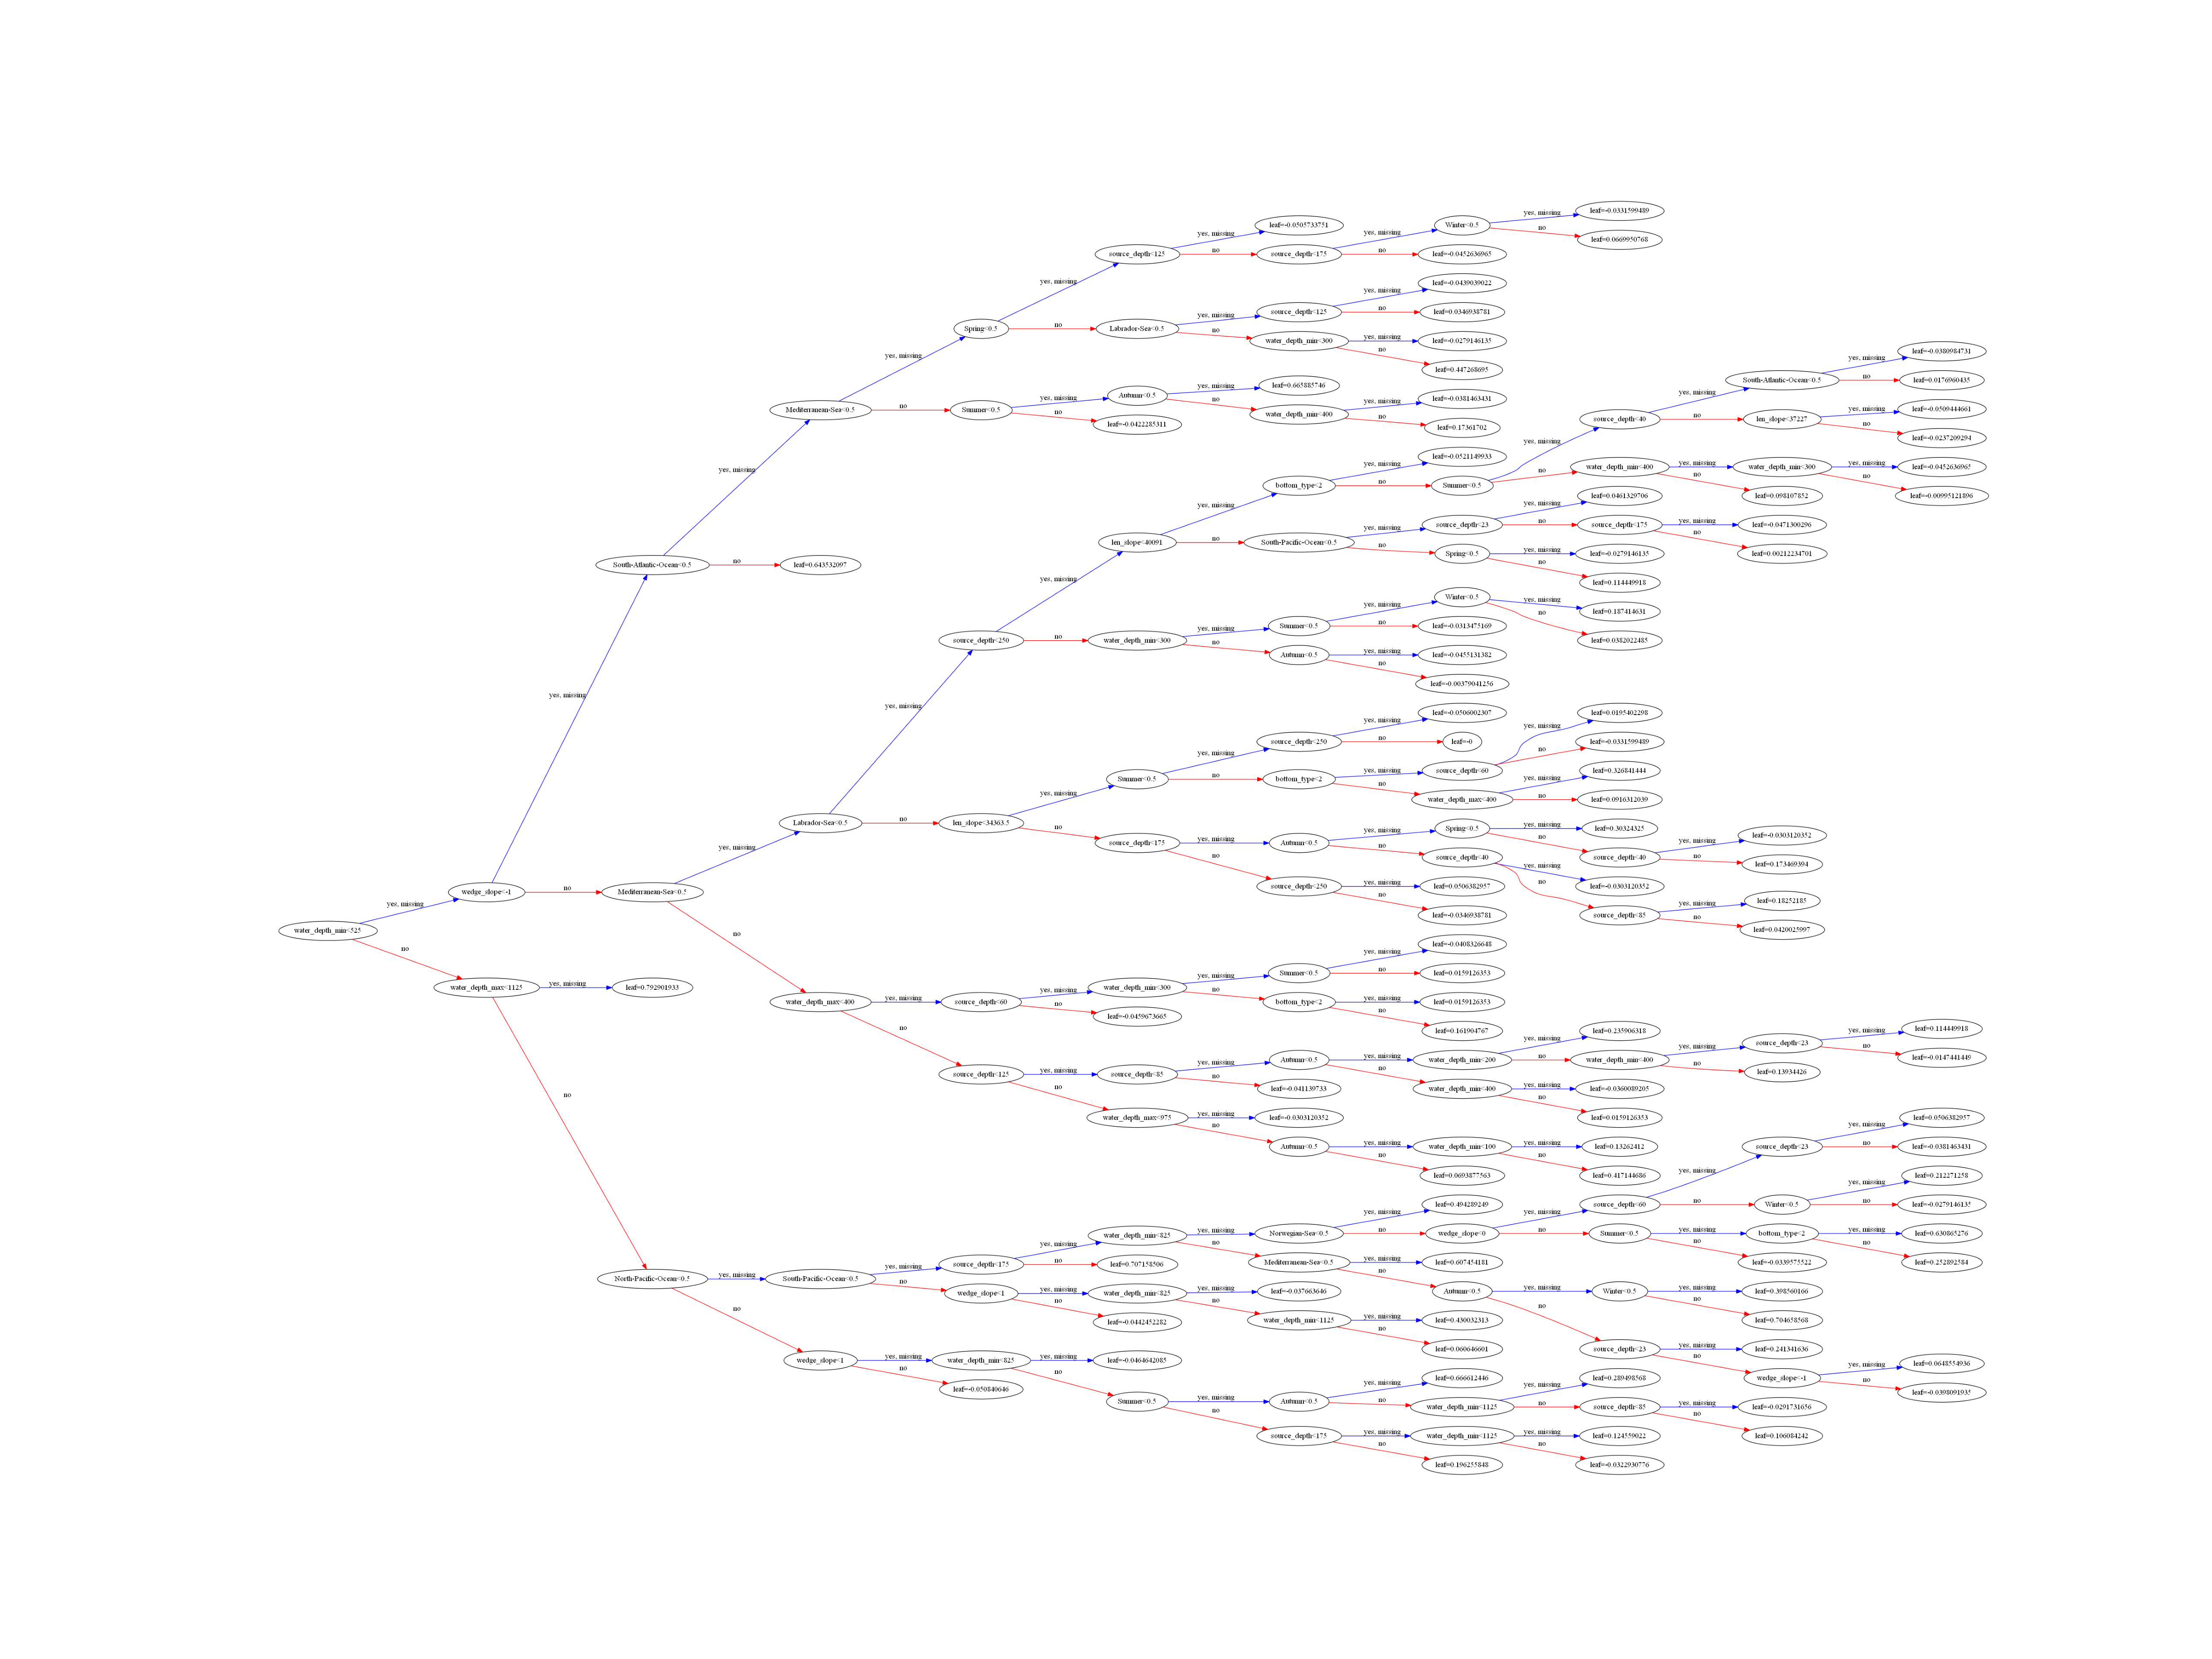 leaf=-0.0331599489
yes, missing
Winter<0.5
no
leaf=0.0669950768
leaf=-0.0505733751
yes, missing
yes, missing
source_depth<125
no
source_depth<175
no
leaf=-0.0452636965
yes, missing
leaf=-0.0439039022
yes, missing
source_depth<125
no
leaf=0.0346938781
yes, missing
Spring<0.5
no
Labrador-Sea<0.5
no
water_depth_min<300
yes, missing
leaf=-0.0279146135
no
leaf=0.447268695
yes, missing
Mediterranean-Sea<0.5
no
Summer<0.5
yes, missing
Autumn<0.5
yes, missing
leaf=0.665885746
no
water_depth_min<400
yes, missing
leaf=-0.0381463431
no
leaf=0.17361702
no
leaf=-0.0422285311
yes, missing
South-Atlantic-Ocean<0.5
no
leaf=0.643532097
yes, missing
leaf=-0.0380984731
yes, missing
South-Atlantic-Ocean<0.5
no
leaf=0.0176960435
yes, missing
source_depth<40
no
len_slope<37227
yes, missing
leaf=-0.0509444661
no
leaf=-0.0237209294
yes, missing
leaf=-0.0521149933
bottom_type<2
no
Summer<0.5
no
water_depth_min<400
yes, missing
water_depth_min<300
yes, missing
leaf=-0.0452636965
no
leaf=-0.00995121896
no
leaf=0.098107852
yes, missing
len_slope<40091
no
South-Pacific-Ocean<0.5
yes, missing
source_depth<23
yes, missing
leaf=0.0461329706
no
source_depth<175
yes, missing
leaf=-0.0471300296
no
leaf=0.00212234701
no
Spring<0.5
yes, missing
leaf=-0.0279146135
no
leaf=0.114449918
yes, missing
source_depth<250
no
water_depth_min<300
yes, missing
Summer<0.5
yes, missing
Winter<0.5
yes, missing
leaf=0.187414631
no
leaf=0.0382022485
no
leaf=-0.0313475169
no
Autumn<0.5
yes, missing
leaf=-0.0455131382
no
leaf=-0.00379041256
yes, missing
Labrador-Sea<0.5
no
len_slope<34363.5
yes, missing
Summer<0.5
yes, missing
source_depth<250
yes, missing
leaf=-0.0506002307
no
leaf=-0
no
bottom_type<2
yes, missing
source_depth<60
yes, missing
leaf=0.0195402298
no
leaf=-0.0331599489
no
water_depth_max<400
yes, missing
leaf=0.326841444
no
leaf=0.0916312039
no
source_depth<175
yes, missing
Autumn<0.5
yes, missing
Spring<0.5
yes, missing
leaf=0.30324325
no
source_depth<40
yes, missing
leaf=-0.0303120352
no
leaf=0.173469394
no
source_depth<40
yes, missing
leaf=-0.0303120352
no
source_depth<85
yes, missing
leaf=0.18252185
no
leaf=0.0420025997
no
source_depth<250
yes, missing
leaf=0.0506382957
no
leaf=-0.0346938781
yes, missing
wedge_slope<-1
no
Mediterranean-Sea<0.5
water_depth_min<525
no
water_depth_max<1125
yes, missing
leaf=0.792901933
no
water_depth_max<400
yes, missing
source_depth<60
yes, missing
water_depth_min<300
yes, missing
Summer<0.5
yes, missing
leaf=-0.0408326648
no
leaf=0.0159126353
no
bottom_type<2
yes, missing
leaf=0.0159126353
no
leaf=0.161904767
no
leaf=-0.0459673665
no
source_depth<125
yes, missing
source_depth<85
yes, missing
Autumn<0.5
yes, missing
water_depth_min<200
yes, missing
leaf=0.235906318
no
water_depth_min<400
yes, missing
source_depth<23
yes, missing
leaf=0.114449918
no
leaf=-0.0147441449
no
leaf=0.13934426
no
water_depth_min<400
yes, missing
leaf=-0.0360089205
no
leaf=0.0159126353
no
leaf=-0.041139733
no
water_depth_max<975
yes, missing
leaf=-0.0303120352
no
Autumn<0.5
yes, missing
water_depth_min<100
yes, missing
leaf=0.13262412
no
leaf=0.417144686
no
leaf=0.0693877563
no
North-Pacific-Ocean<0.5
yes, missing
South-Pacific-Ocean<0.5
yes, missing
source_depth<175
yes, missing
water_depth_min<825
yes, missing
Norwegian-Sea<0.5
yes, missing
leaf=0.494289249
no
wedge_slope<0
yes, missing
source_depth<60
yes, missing
source_depth<23
yes, missing
leaf=0.0506382957
no
leaf=-0.0381463431
no
Winter<0.5
yes, missing
leaf=0.212271258
no
leaf=-0.0279146135
no
Summer<0.5
yes, missing
bottom_type<2
yes, missing
leaf=0.630865276
no
leaf=0.252892584
no
leaf=-0.0339575522
no
Mediterranean-Sea<0.5
yes, missing
leaf=0.607454181
no
Autumn<0.5
yes, missing
Winter<0.5
yes, missing
leaf=0.398560166
no
leaf=0.704658568
no
source_depth<23
yes, missing
leaf=0.241341636
no
wedge_slope<-1
yes, missing
leaf=0.0648554936
no
leaf=-0.0398091935
no
leaf=0.707158506
no
wedge_slope<1
yes, missing
water_depth_min<825
yes, missing
leaf=-0.037663646
no
water_depth_min<1125
yes, missing
leaf=0.430032313
no
leaf=0.060646601
no
leaf=-0.0442452282
no
wedge_slope<1
yes, missing
water_depth_min<825
yes, missing
leaf=-0.0464642085
no
Summer<0.5
yes, missing
Autumn<0.5
yes, missing
leaf=0.666612446
no
water_depth_min<1125
yes, missing
leaf=0.289498568
no
source_depth<85
yes, missing
leaf=-0.0291731656
no
leaf=0.106084242
no
source_depth<175
yes, missing
water_depth_min<1125
yes, missing
leaf=0.124559022
no
leaf=-0.0322930776
no
leaf=0.196255848
no
leaf=-0.050840646